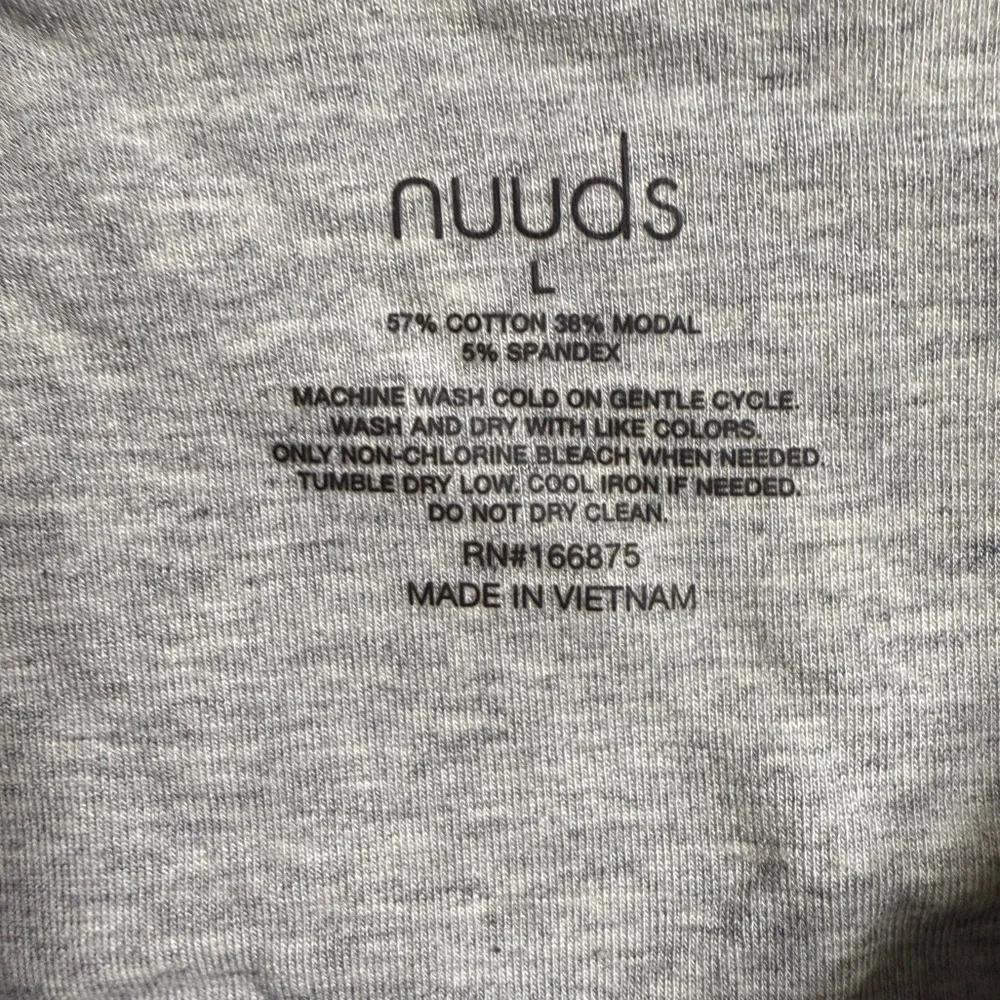 nuuds
L
57% COTTON 38% MODAL
5% SPANDEX
MACHINE WASH COLD ON GENTLE CYCLE.
WASH AND DRY WITH LIKE COLORS.
ONLY NON-CHLORINE BLEACH WHEN NEEDED.
TUMBLE DRY LOW. COOL IRON IF NEEDED.
DO NOT DRY CLEAN.
RN#166875
MADE IN VIETNAM